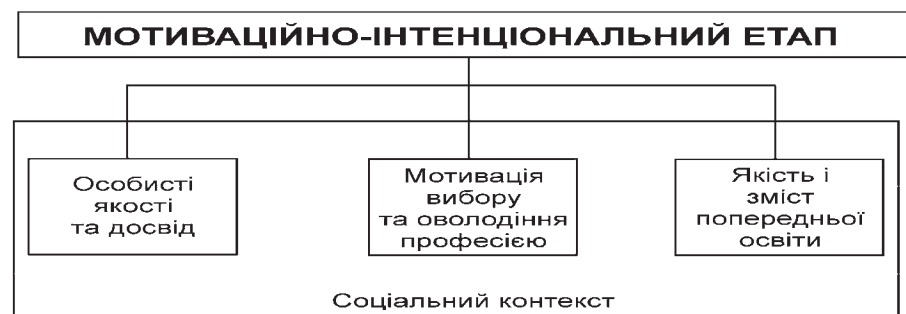 МОТИВАЦІЙНО-ІНТЕНЦІОНАЛЬНИЙ ЕТАП
Особисті
якості
та досвід
Мотивація
вибору
та оволодіння
професією
Якість і
зміст
попередньої
освіти
Соціальний контекст